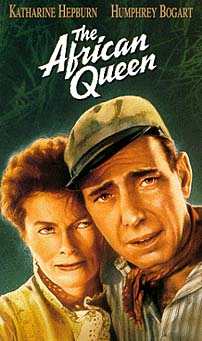 KATHARINE HEPBURN HUMPHREY BOGART
The
African
Queen